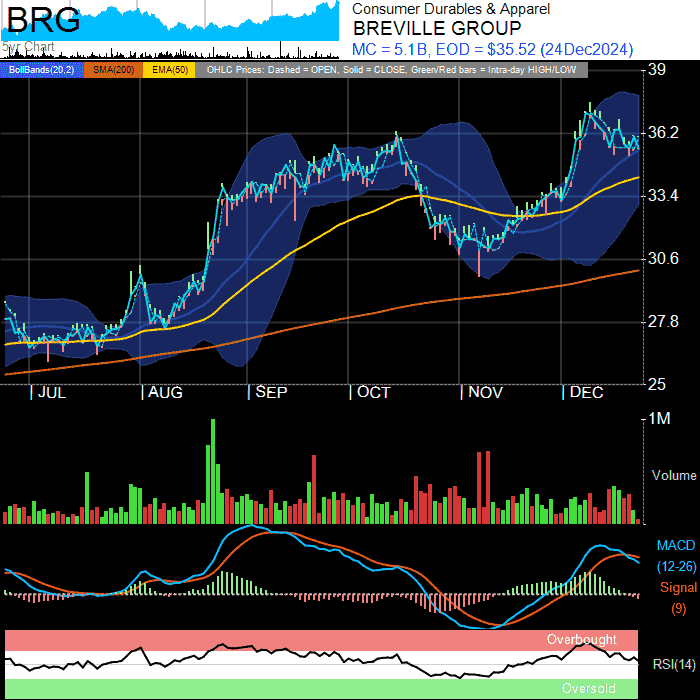 BRG
5yr Chart
Consumer Durables & Apparel
BREVILLE GROUP
MC = 5.1B, EOD = $35.52 (24Dec2024)
BollBands(20,2) SMA(200) EMA(50) OHLC Prices: Dashed = OPEN, Solid = CLOSE, Green/Red bars = Intra-day HIGH/LOW
39
36.2
33.4
30.6
27.8
25
JUL AUG SEP OCT NOV DEC
1M
Volume
MACD
(12-26)
Signal
(9)
Overbought
RSI(14)
Oversold